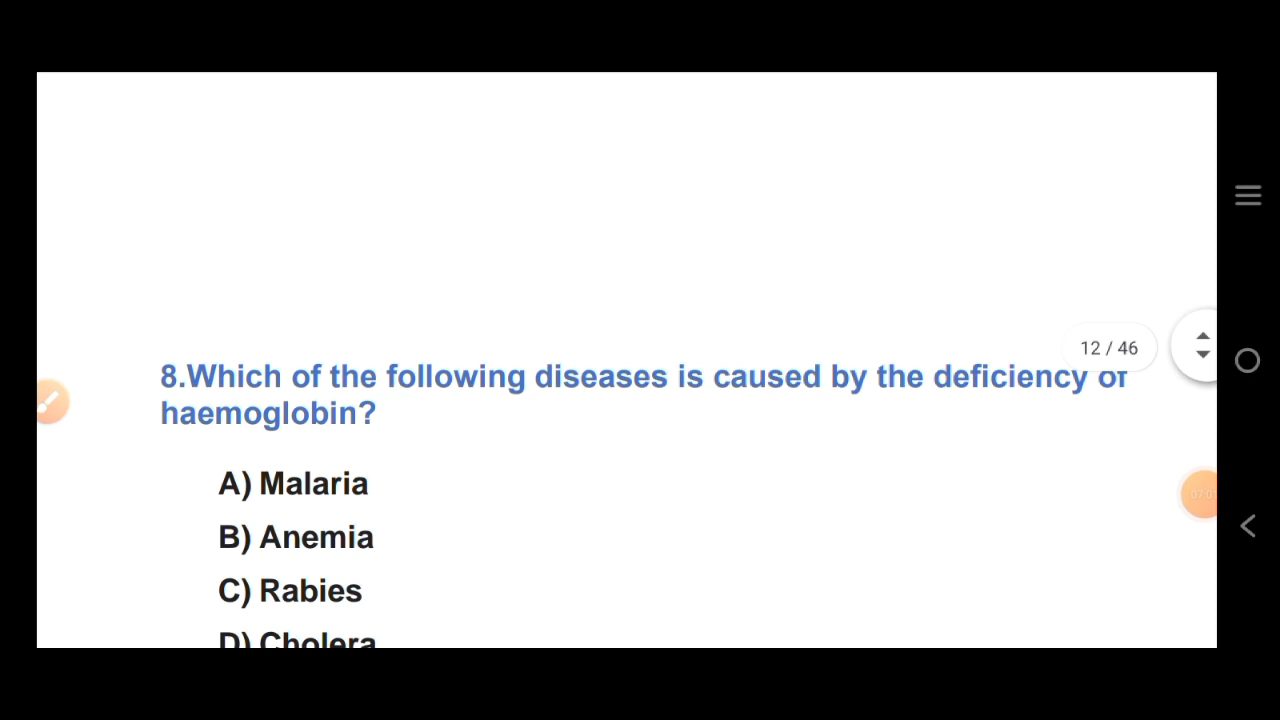 12 / 46
8.Which of the following diseases is caused by the deficiency of
haemoglobin?
A) Malaria
B) Anemia
C) Rabies
D) Cholera